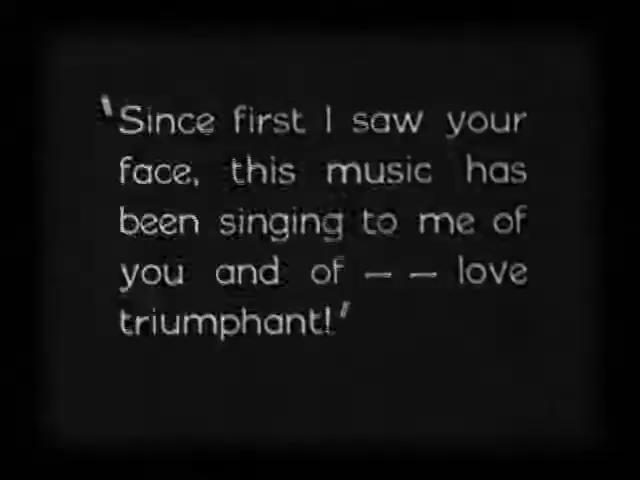 "Since first I saw your
face, this music has
been singing to me of
you and of — — love
triumphant!"